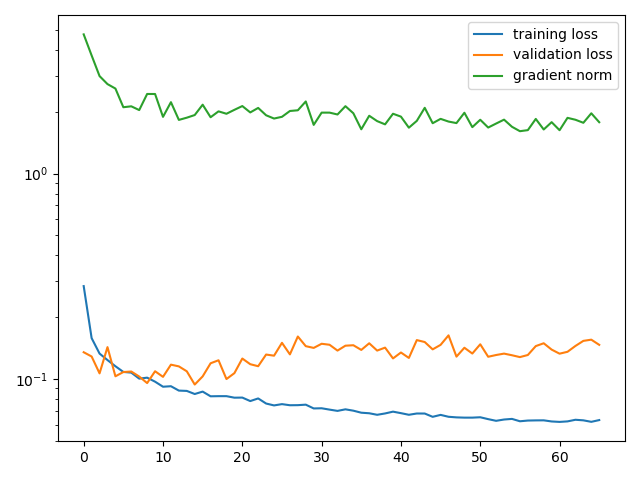 training loss
validation loss
gradient norm
10⁰
10⁻¹
0 10 20 30 40 50 60